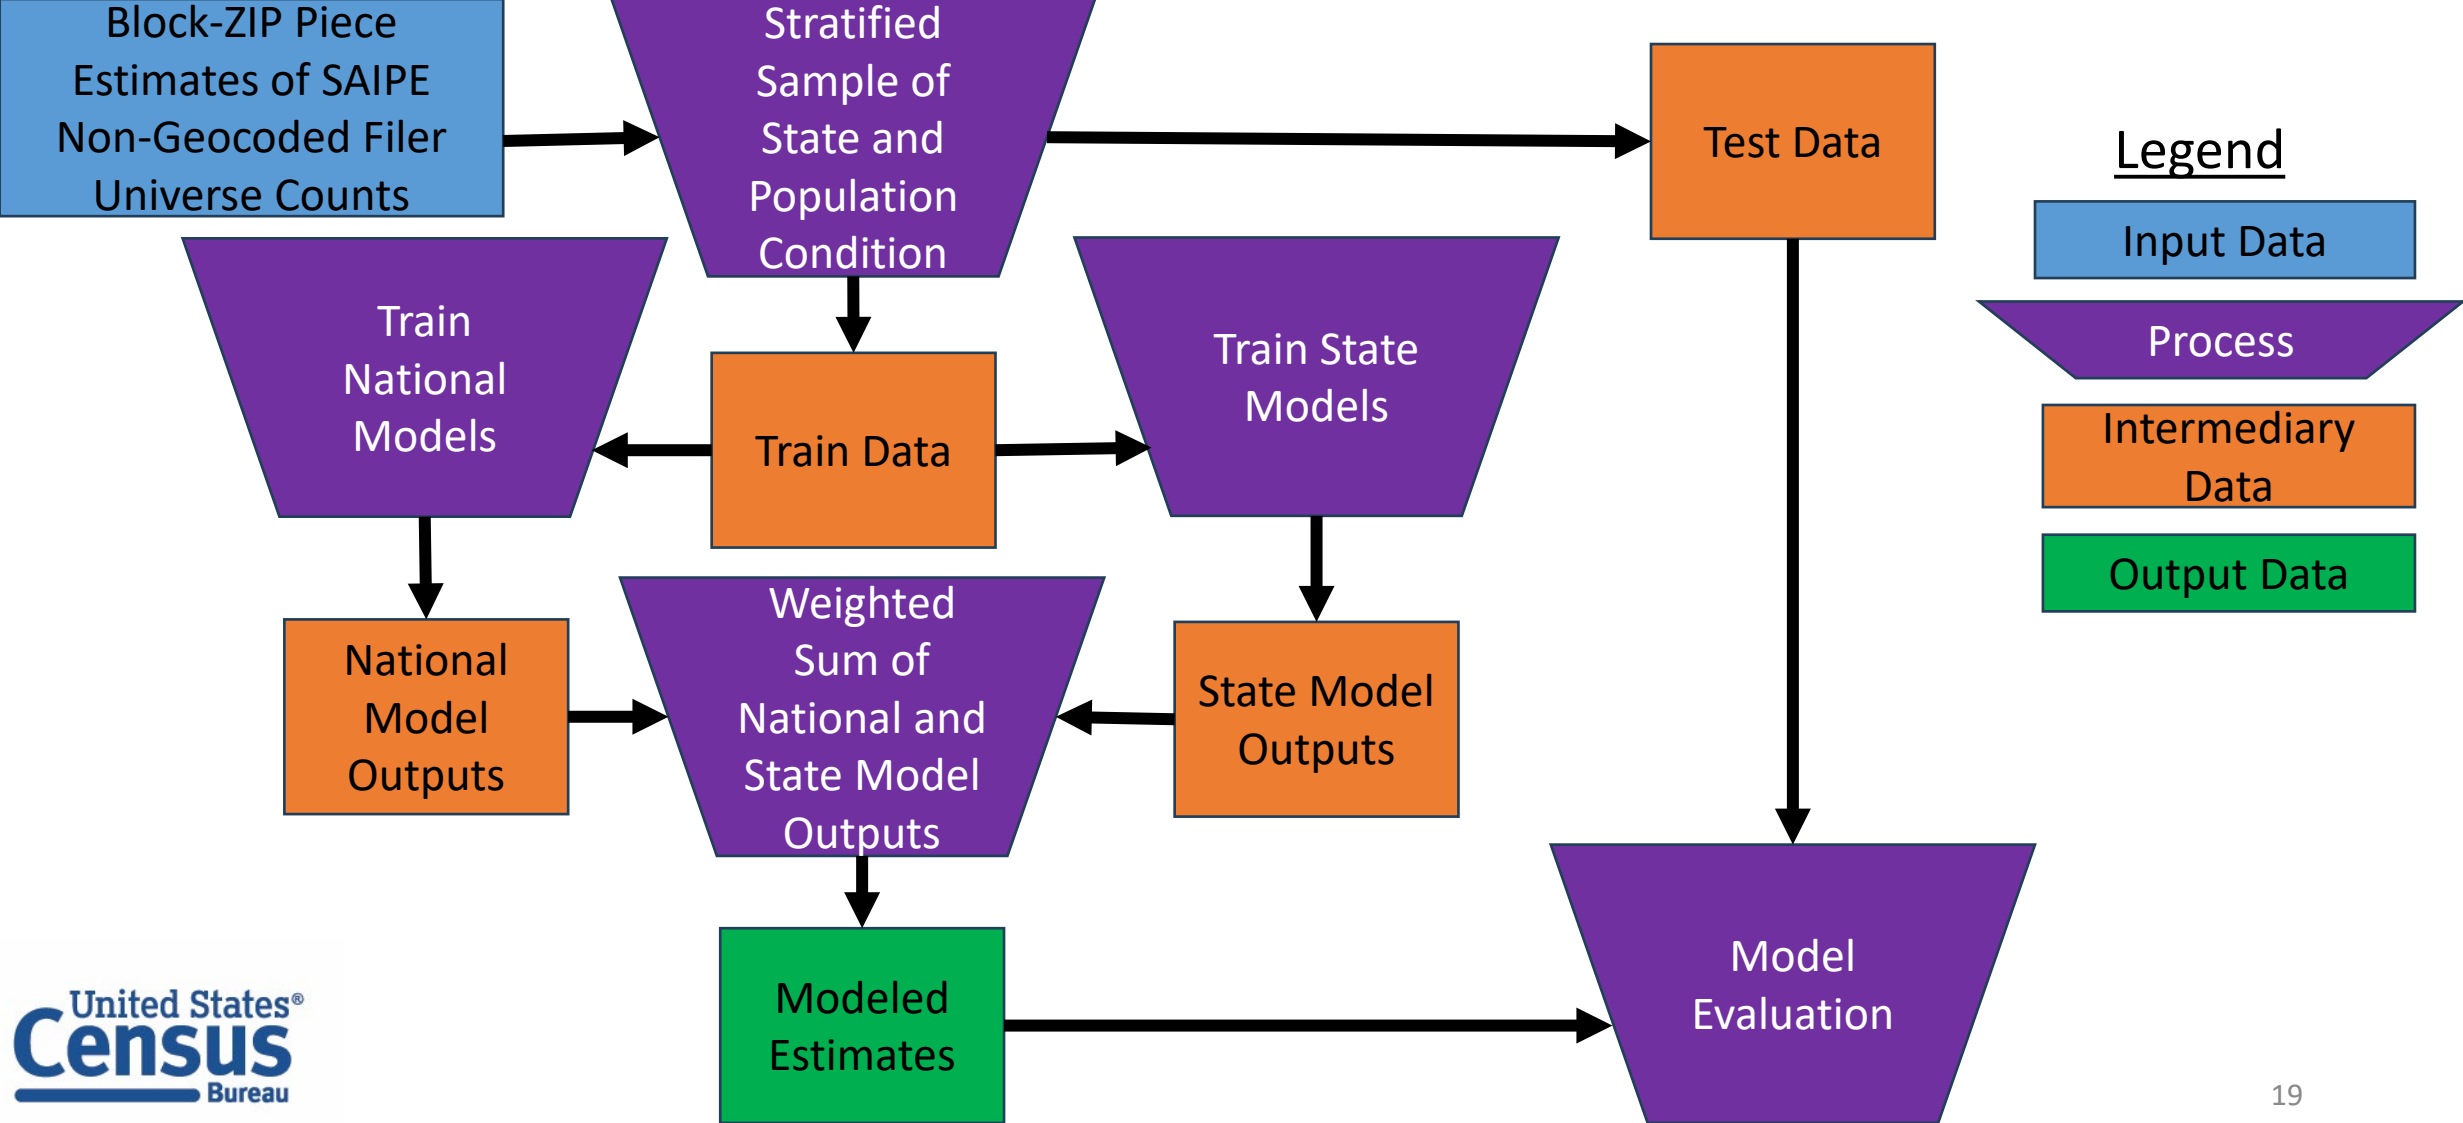 Block-ZIP Piece
Estimates of SAIPE
Non-Geocoded Filer
Universe Counts
Stratified
Sample of
State and
Population
Condition
Test Data
Train
National
Models
Train Data
Train State
Models
National
Model
Outputs
Weighted
Sum of
National and
State Model
Outputs
State Model
Outputs
Modeled
Estimates
Model
Evaluation
Legend
Input Data
Process
Intermediary
Data
Output Data
United States®
Census
Bureau
19